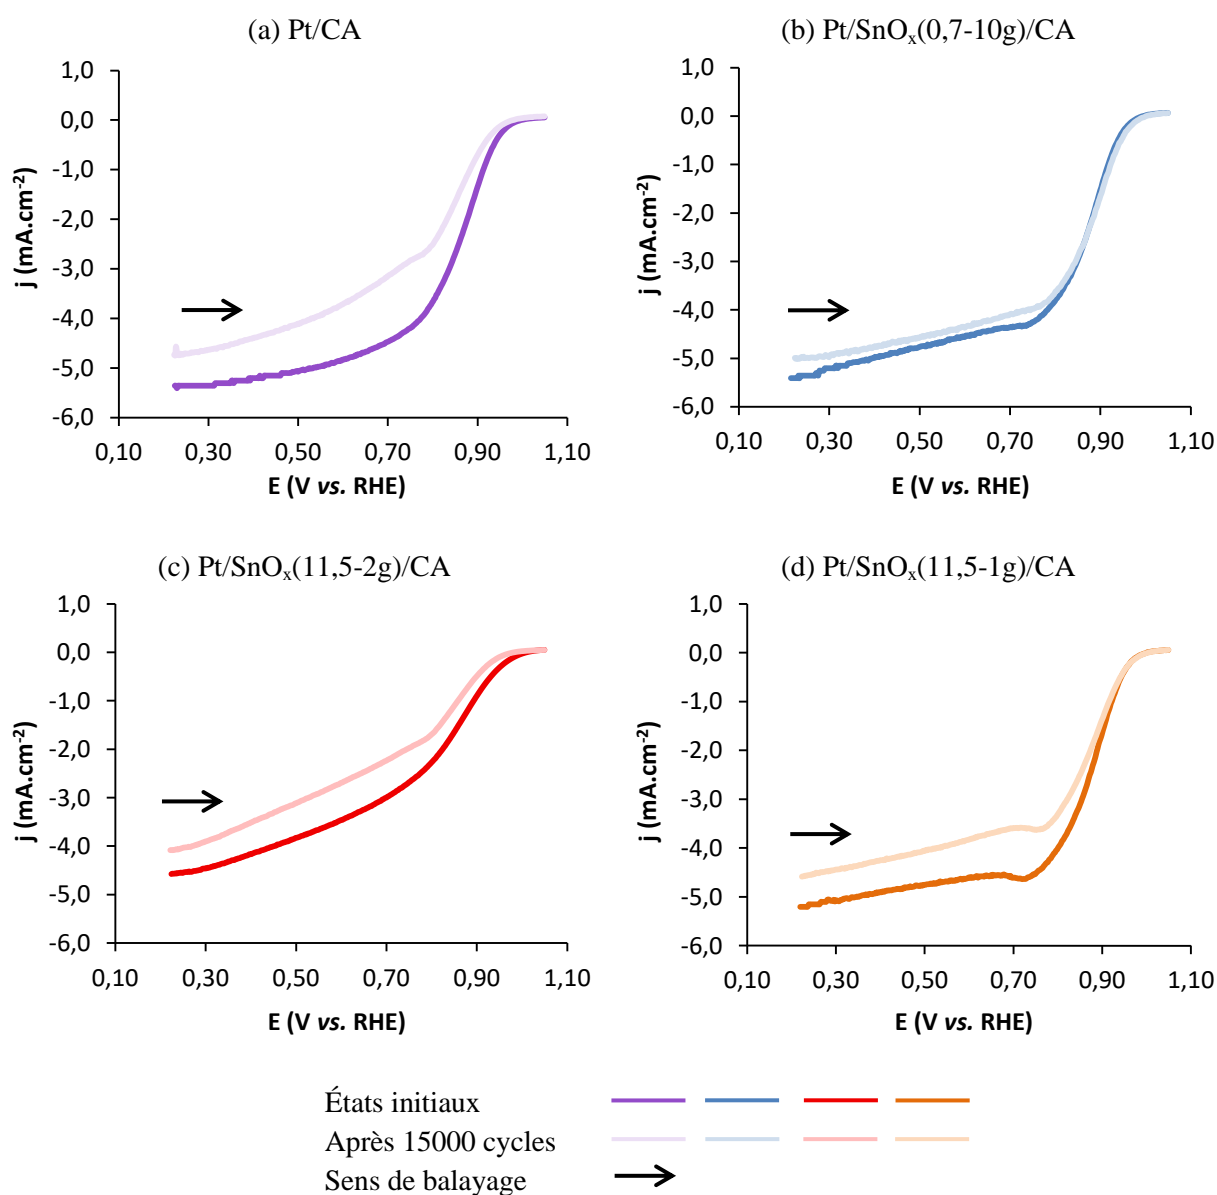 (a) Pt/CA
(b) Pt/SnOx(0,7-10g)/CA
1,0
0,0
-1,0
-2,0
-3,0
-4,0
-5,0
-6,0
0,10 0,30 0,50 0,70 0,90 1,10
j (mA.cm-2)
E (V vs. RHE)
1,0
0,0
-1,0
-2,0
-3,0
-4,0
-5,0
-6,0
0,10 0,30 0,50 0,70 0,90 1,10
j (mA.cm-2)
E (V vs. RHE)
(c) Pt/SnOx(11,5-2g)/CA
(d) Pt/SnOx(11,5-1g)/CA
1,0
0,0
-1,0
-2,0
-3,0
-4,0
-5,0
-6,0
0,10 0,30 0,50 0,70 0,90 1,10
j (mA.cm-2)
E (V vs. RHE)
1,0
0,0
-1,0
-2,0
-3,0
-4,0
-5,0
-6,0
0,10 0,30 0,50 0,70 0,90 1,10
j (mA.cm-2)
E (V vs. RHE)
États initiaux
Après 15000 cycles
Sens de balayage